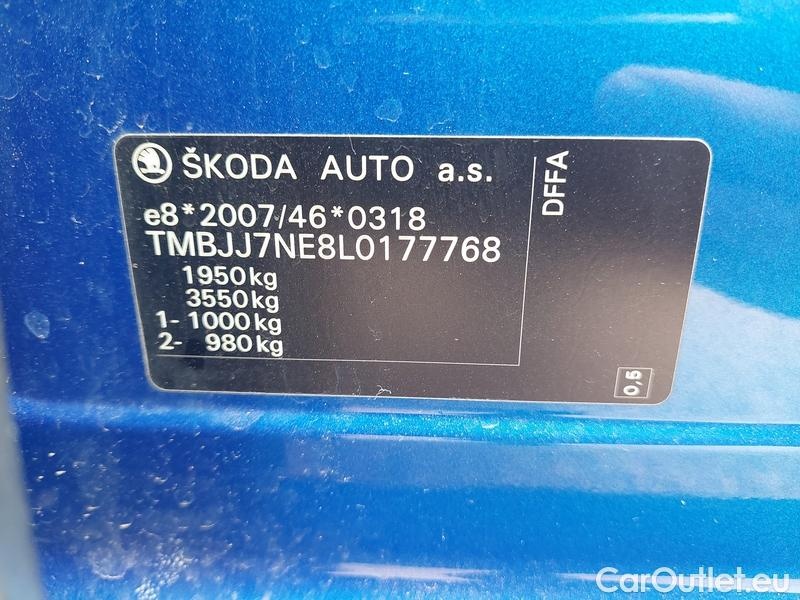 ŠKODA AUTO a.s.
e8*2007/46*0318
TMBJJ7NE8L0177768
1950kg
3550kg
1- 1000kg
2- 980kg
DFFA
0,5
CarOutlet.eu